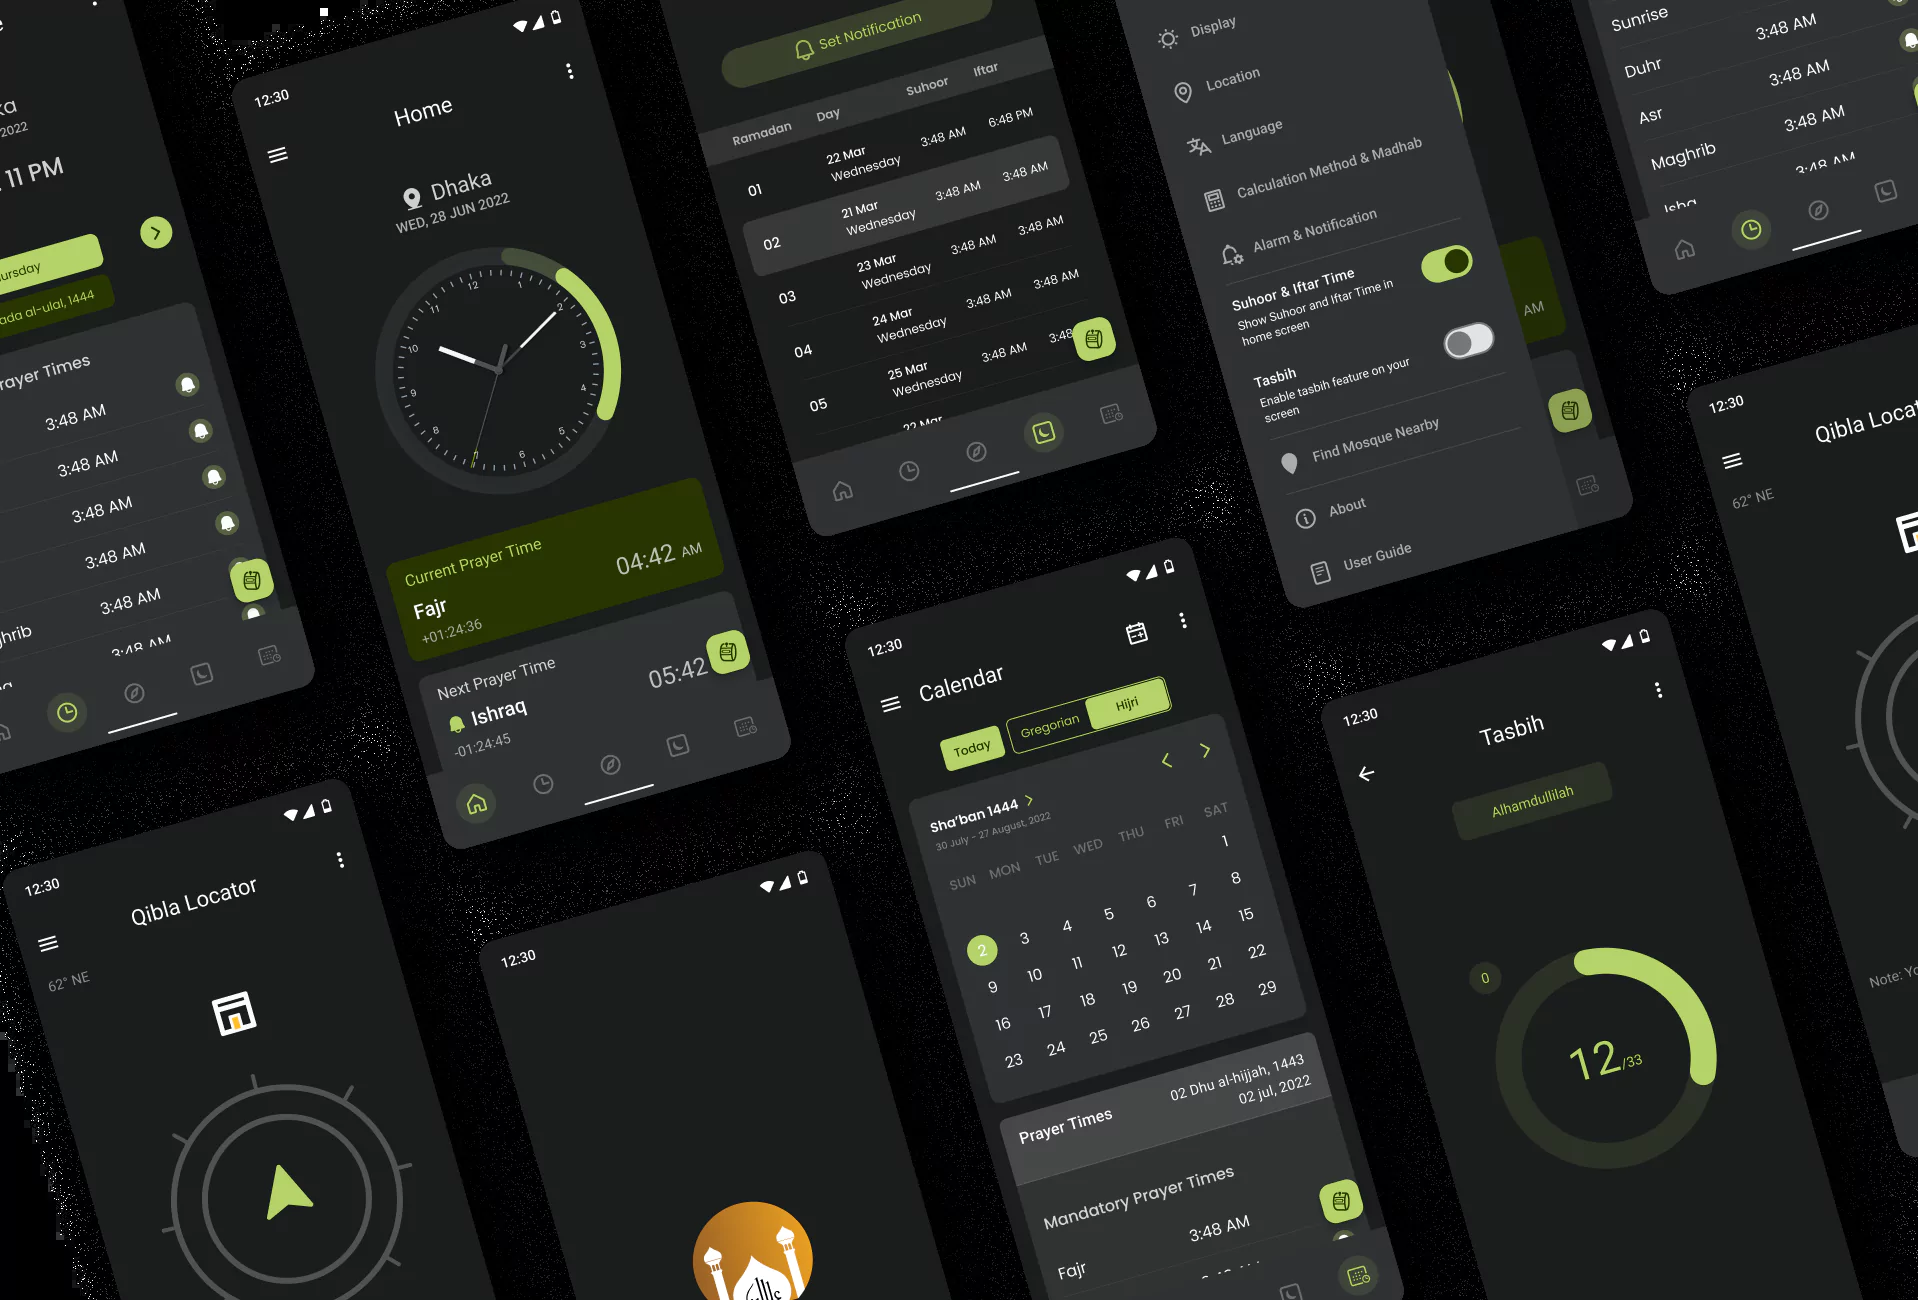 2022
11 PM
ursday
ada al-ulal, 1444
rayer Times
3:48 AM
3:48 AM
3:48 AM
3:48 AM
3:48 AM
hrib
3:48 AM
12:30
Home
Dhaka
WED, 28 JUN 2022
12
1
2
3
4
5
6
8
9
10
11
Current Prayer Time
Fajr
+01:24:36
04:42 AM
Next Prayer Time
Ishraq
-01:24:45
05:42
Set Notification
Ramadan Day Suhoor Iftar
01 22 Mar Wednesday 3:48 AM 6:48 PM
02 21 Mar Wednesday 3:48 AM 3:48 AM
03 23 Mar Wednesday 3:48 AM 3:48 AM
04 24 Mar Wednesday 3:48 AM 3:48 AM
05 25 Mar Wednesday 3:48 AM 3:48
22 Mar
Display
Location
Language
Calculation Method & Madhab
Alarm & Notification
Suhoor & Iftar Time
Show Suhoor and Iftar Time in
home screen
Tasbih
Enable tasbih feature on your
screen
Find Mosque Nearby
About
User Guide
AM
Sunrise 3:48 AM
Duhr 3:48 AM
Asr 3:48 AM
Maghrib 3:48 AM
Isha
12:30
Qibla Locat
62° NE
Note: Yo
12:30
Qibla Locator
62° NE
12:30
12:30
Calendar
Today
Gregorian
Hijri
Sha'ban 1444
30 July - 27 August, 2022
SUN MON TUE WED THU FRI SAT
1
2 3 4 5 6 7 8
9 10 11 12 13 14 15
16 17 18 19 20 21 22
23 24 25 26 27 28 29
Prayer Times
02 Dhu al-hijjah, 1443
02 jul, 2022
Mandatory Prayer Times
Fajr 3:48 AM
12:30
Tasbih
Alhamdullilah
0
12/33